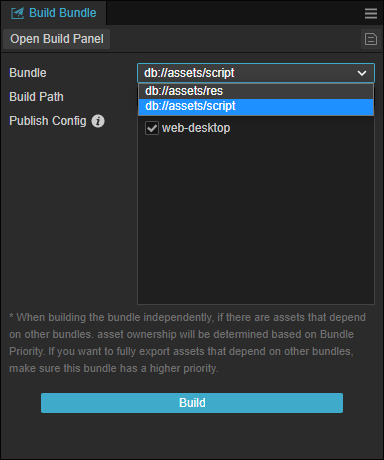 Build Bundle
Open Build Panel
Bundle
db://assets/script
db://assets/res
Build Path
db://assets/script
Publish Config
web-desktop
* When building the bundle independently, if there are assets that depend
on other bundles. asset ownership will be determined based on Bundle
Priority. If you want to fully export assets that depend on other bundles,
make sure this bundle has a higher priority.
Build